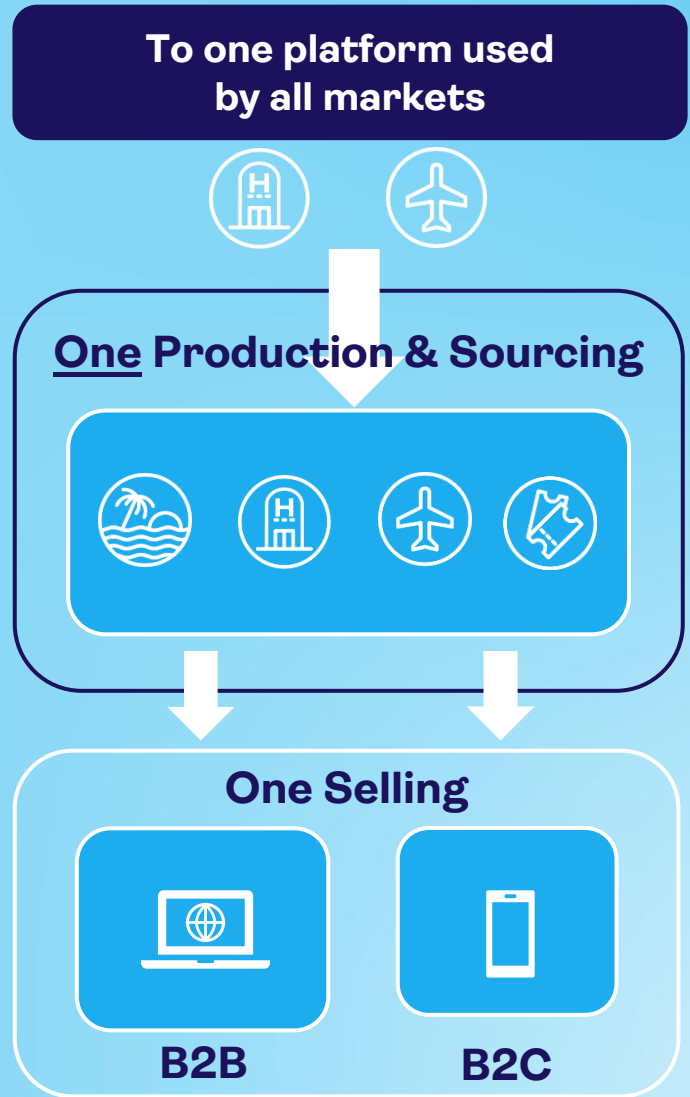 To one platform used
by all markets
H
One Production & Sourcing
H
One Selling
B2B
B2C